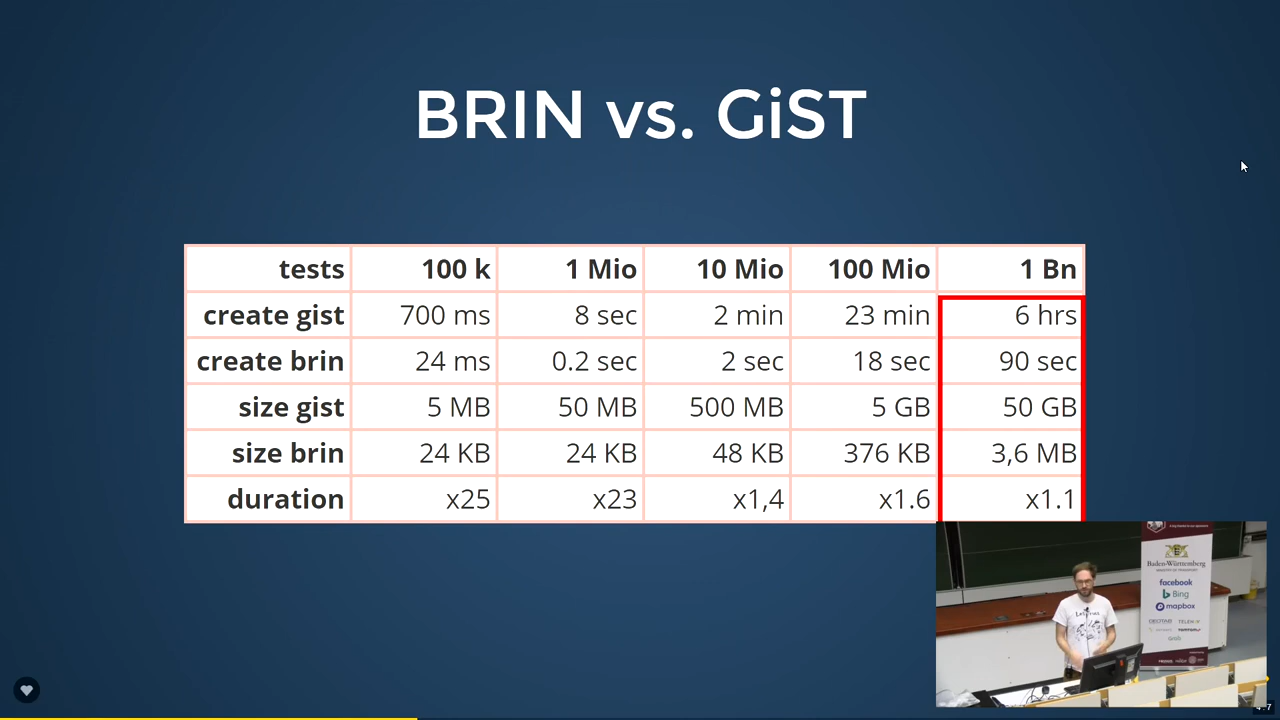 BRIN vs. GiST
tests 100 k 1 Mio 10 Mio 100 Mio 1 Bn
create gist 700 ms 8 sec 2 min 23 min 6 hrs
create brin 24 ms 0.2 sec 2 sec 18 sec 90 sec
size gist 5 MB 50 MB 500 MB 5 GB 50 GB
size brin 24 KB 24 KB 48 KB 376 KB 3,6 MB
duration x25 x23 x1,4 x1.6 x1.1
Baden-Württemberg
facebook
Bing
mapbox
Grab